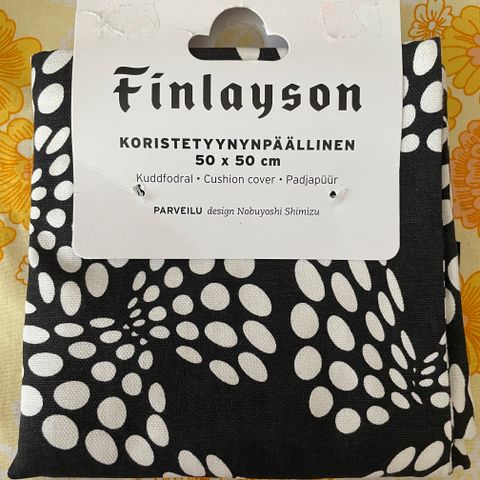 Finlayson
KORISTETYYNYNPÄÄLLINEN
50 x 50 cm
Kuddfodral • Cushion cover • Padjapüür
PARVEILU design Nobuyoshi Shimizu